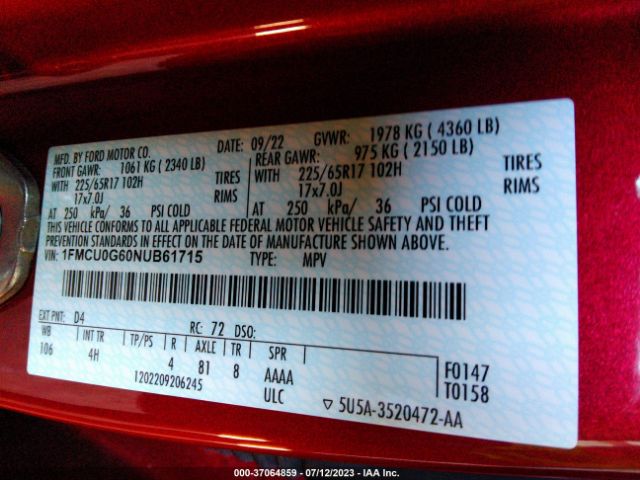 MFD. BY FORD MOTOR CO.
DATE: 09/22 GVWR: 1978 KG ( 4360 LB)
FRONT GAWR: 1061 KG ( 2340 LB)
REAR GAWR: 975 KG ( 2150 LB)
WITH 225/65R17 102H TIRES
WITH 225/65R17 102H TIRES
17x7.0J RIMS
17x7.0J RIMS
AT 250 kPa/ 36 PSI COLD
AT 250 kPa/ 36 PSI COLD
THIS VEHICLE CONFORMS TO ALL APPLICABLE FEDERAL MOTOR VEHICLE SAFETY AND THEFT
PREVENTION STANDARDS IN EFFECT ON THE DATE OF MANUFACTURE SHOWN ABOVE.
VIN: 1FMCU0G60NUB61715 TYPE: MPV
EXT PNT: D4 RC: 72 DSO:
WB INT TR TP/PS R AXLE TR SPR
106 4H 4 81 8 AAAA
F0147
1202209206245 ULC
T0158
▽ 5U5A-3520472-AA
000-37064859 - 07/12/2023 - IAA Inc.